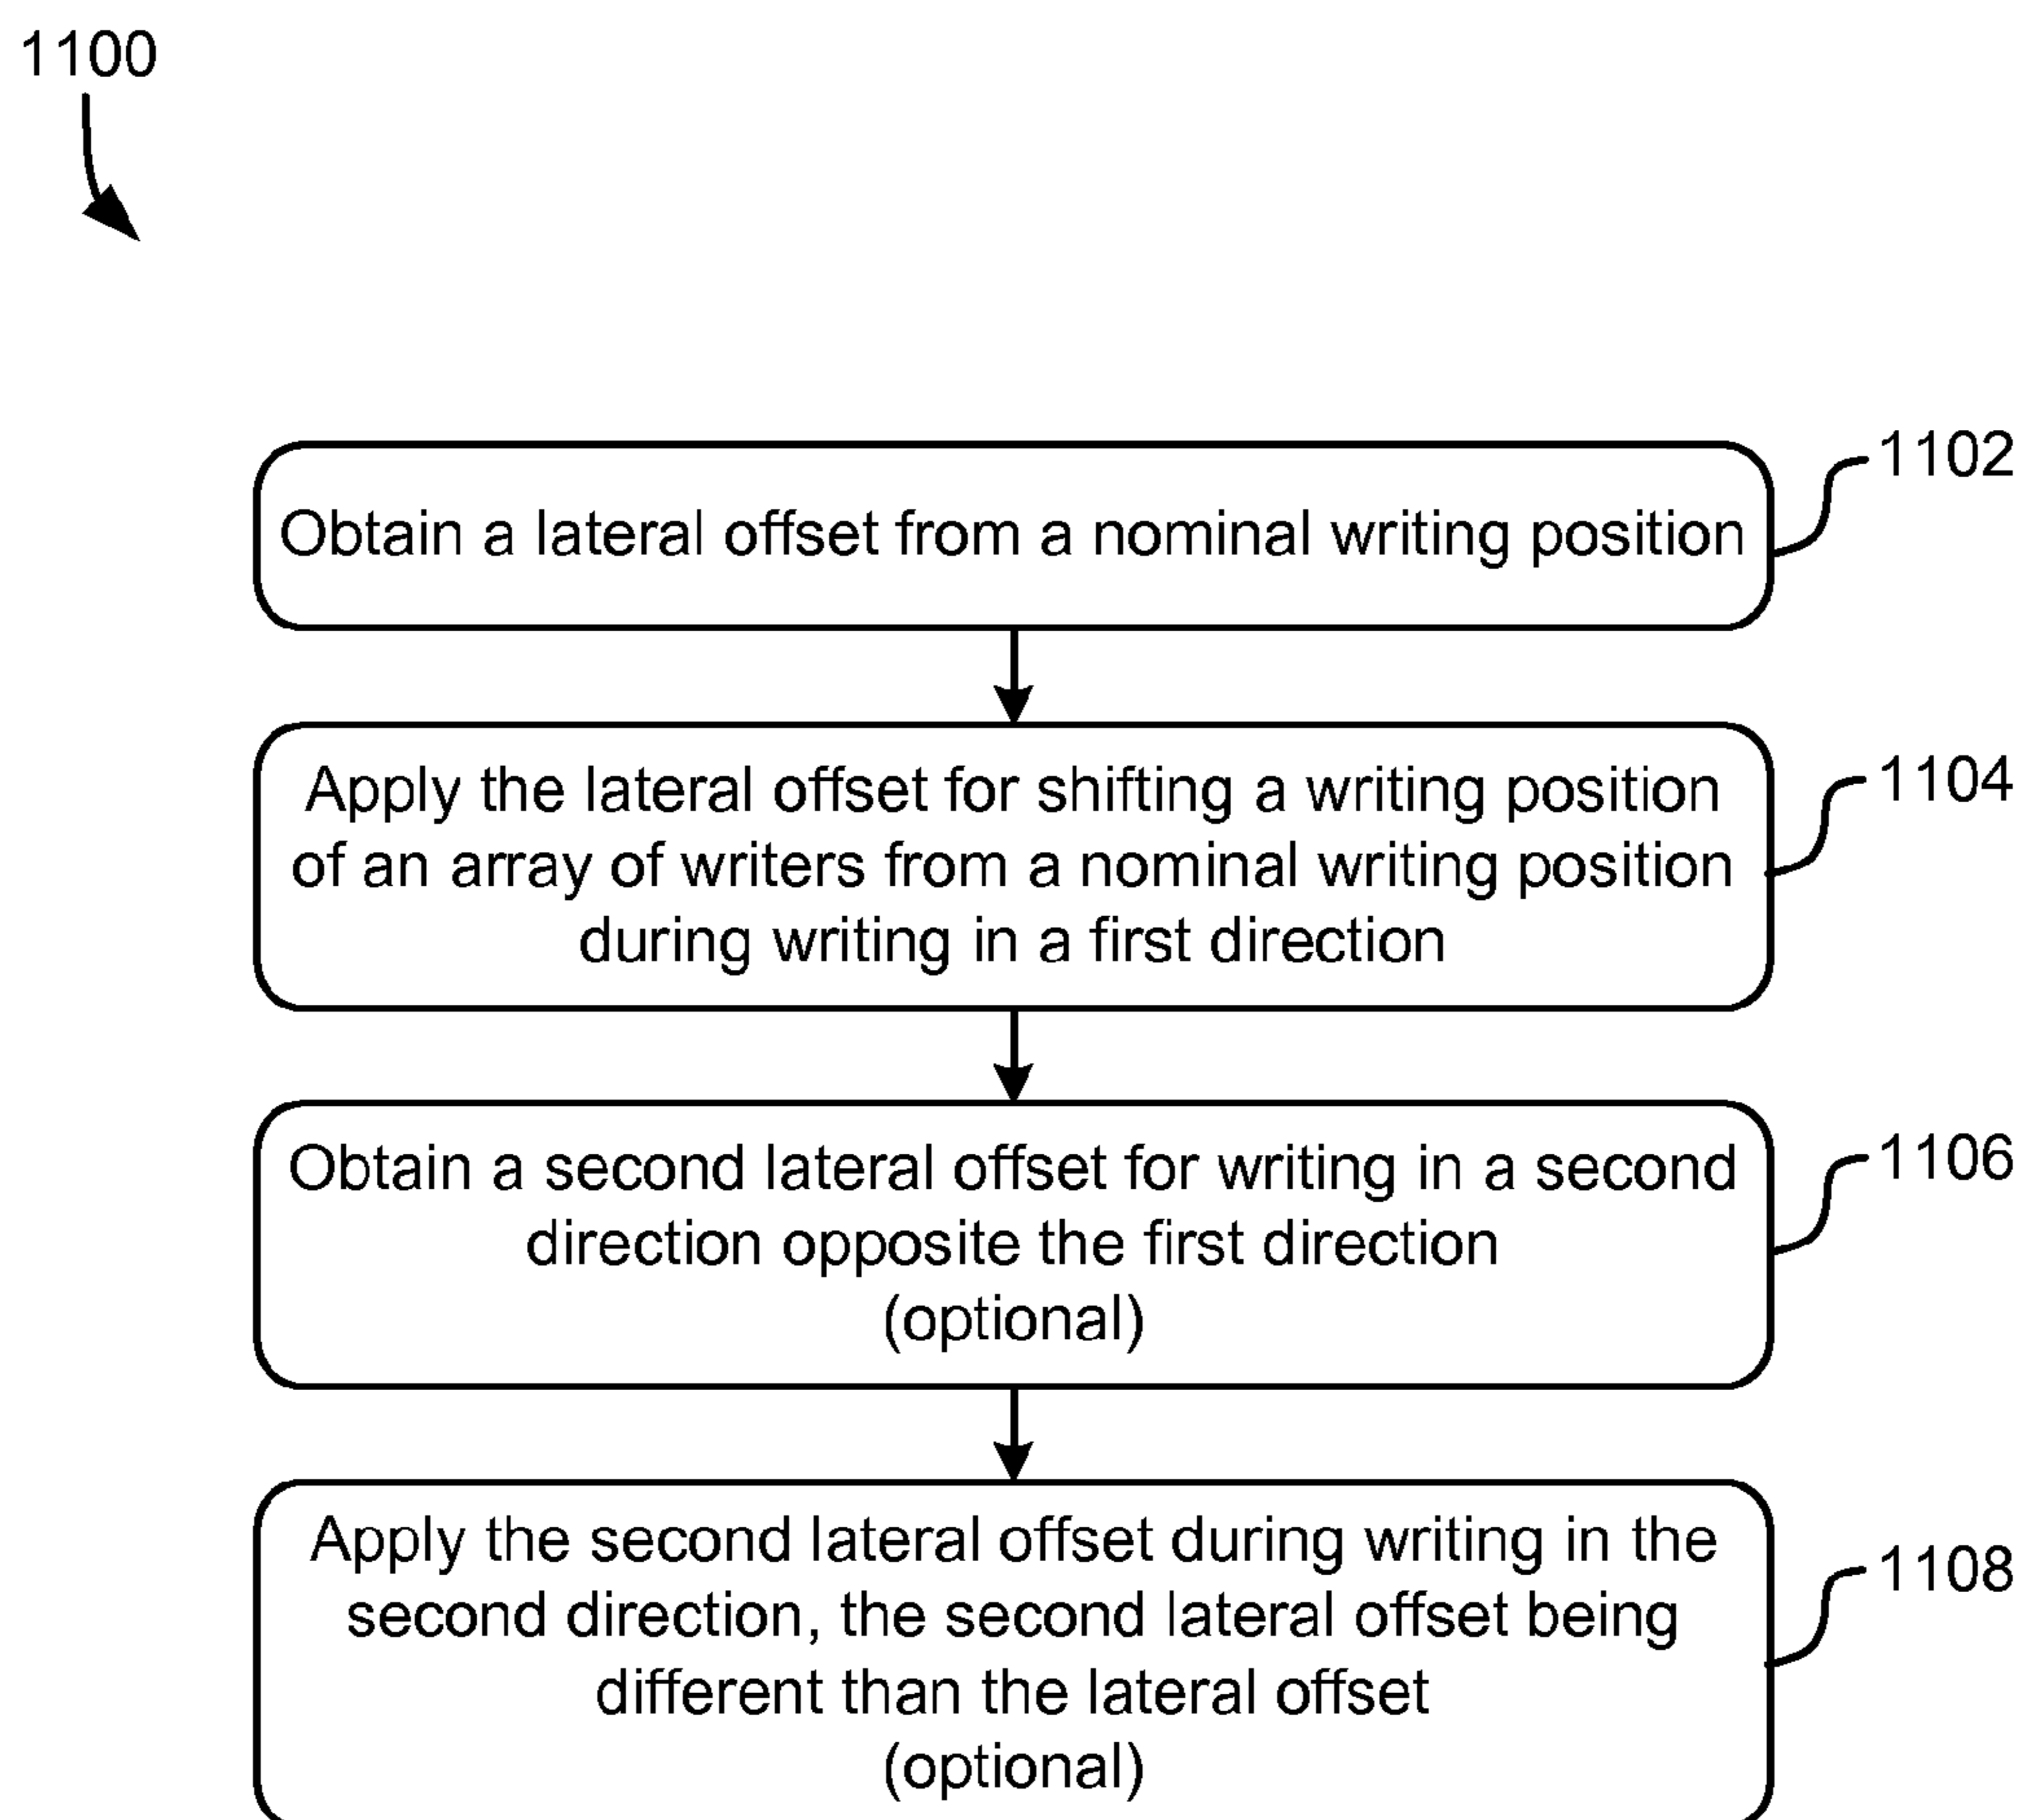 1100
Obtain a lateral offset from a nominal writing position
1102
Apply the lateral offset for shifting a writing position
of an array of writers from a nominal writing position
during writing in a first direction
1104
Obtain a second lateral offset for writing in a second
direction opposite the first direction
(optional)
1106
Apply the second lateral offset during writing in the
second direction, the second lateral offset being
different than the lateral offset
(optional)
1108